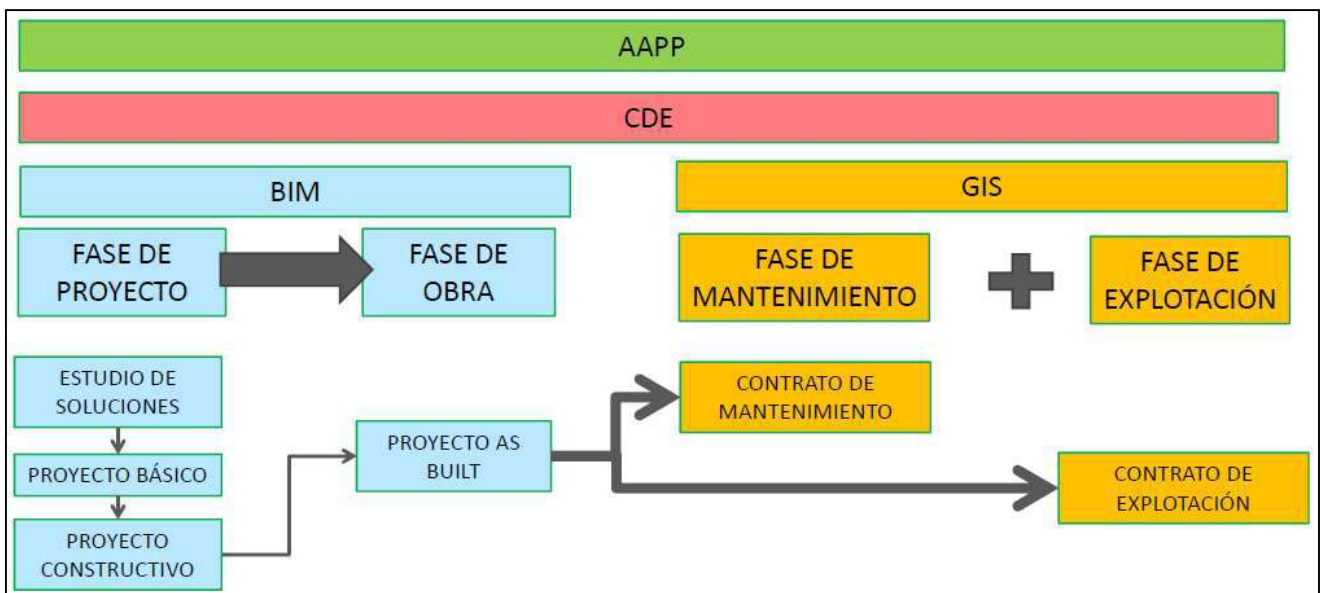 AAPP
CDE
BIM
GIS
FASE DE
PROYECTO
FASE DE
OBRA
FASE DE
MANTENIMIENTO
FASE DE
EXPLOTACIÓN
ESTUDIO DE
SOLUCIONES
PROYECTO BÁSICO
PROYECTO
CONSTRUCTIVO
PROYECTO AS
BUILT
CONTRATO DE
MANTENIMIENTO
CONTRATO DE
EXPLOTACIÓN